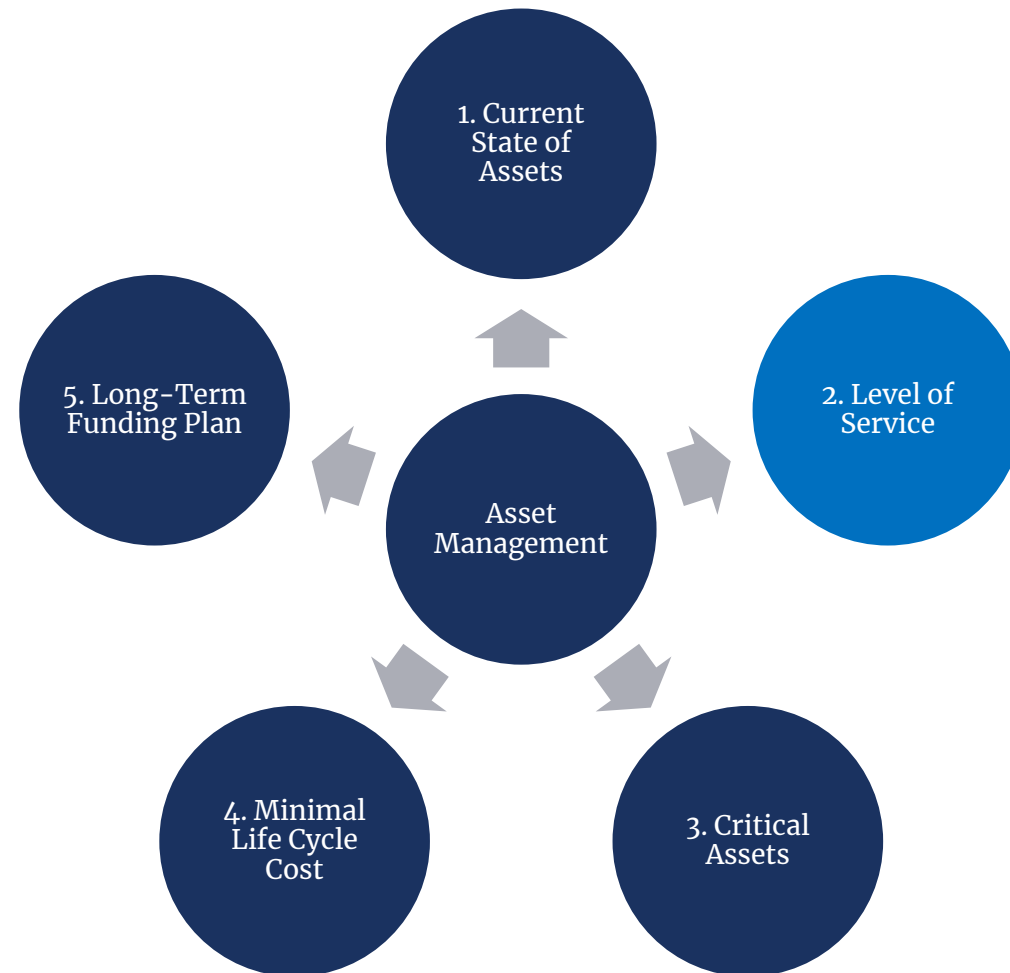 1. Current
State of
Assets
2. Level of
Service
3. Critical
Assets
4. Minimal
Life Cycle
Cost
5. Long-Term
Funding Plan
Asset
Management